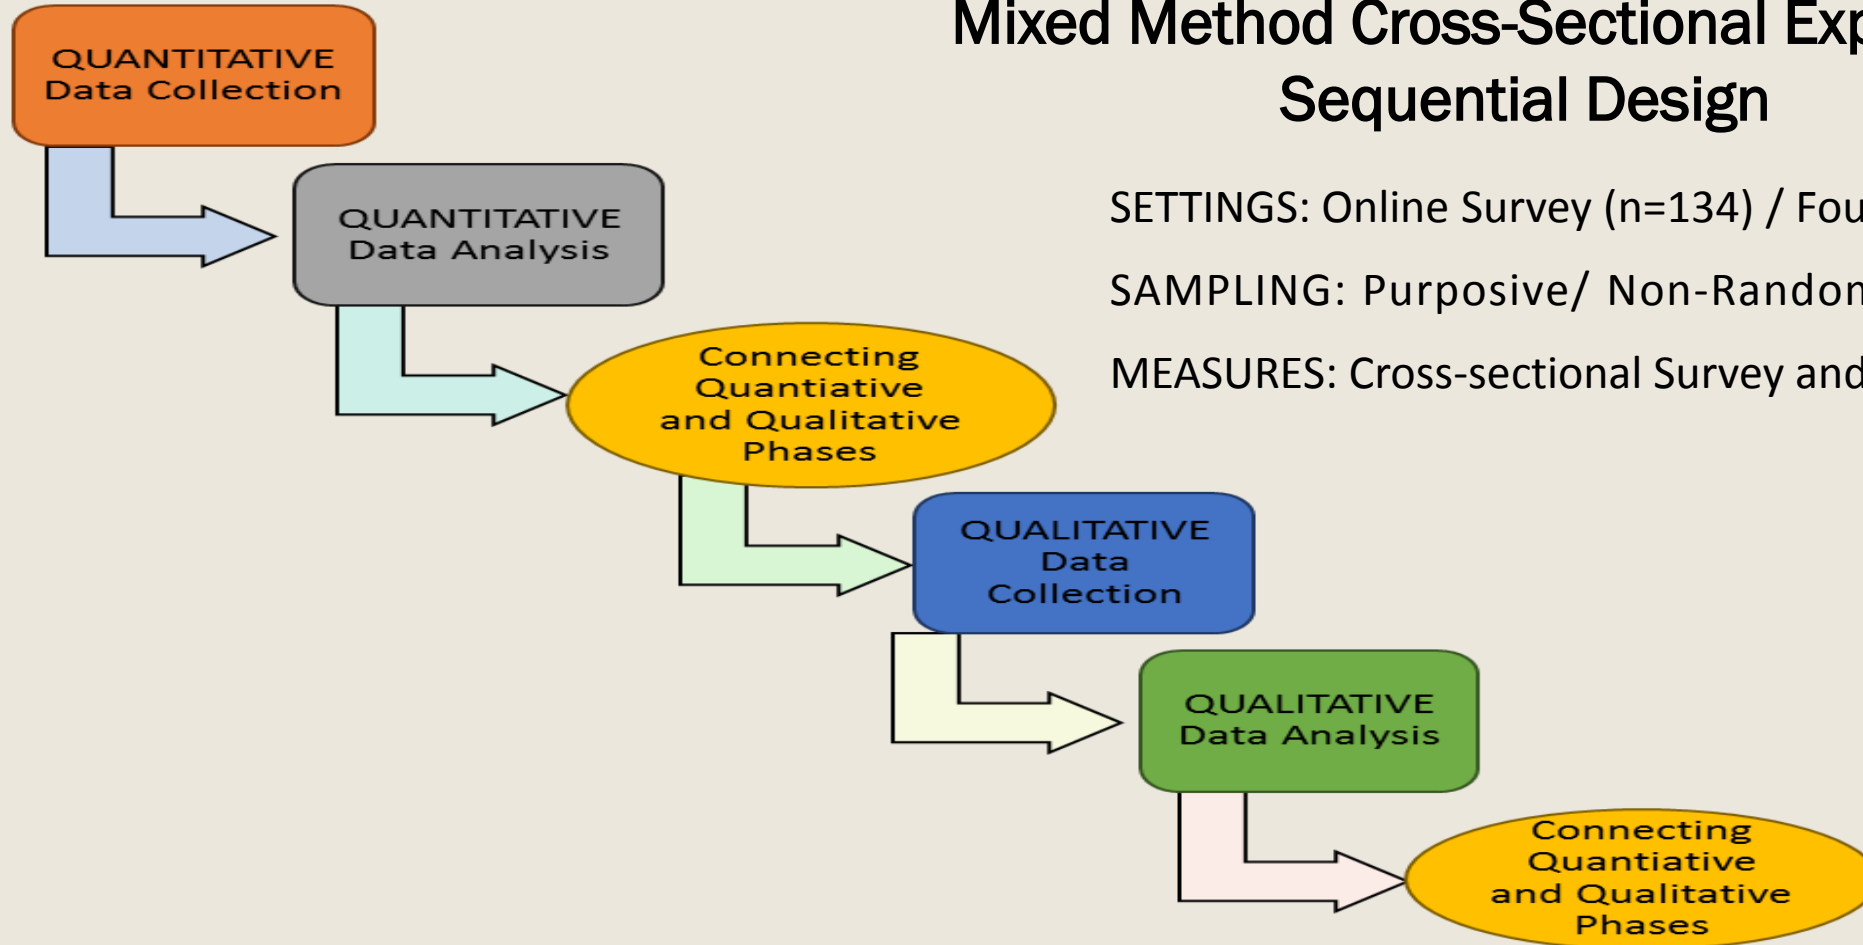 Mixed Method Cross-Sectional Exp
Sequential Design
SETTINGS: Online Survey (n=134) / Fou
SAMPLING: Purposive/ Non-Random
MEASURES: Cross-sectional Survey and
QUANTITATIVE
Data Collection
QUANTITATIVE
Data Analysis
Connecting
Quantiative
and Qualitative
Phases
QUALITATIVE
Data
Collection
QUALITATIVE
Data Analysis
Connecting
Quantiative
and Qualitative
Phases